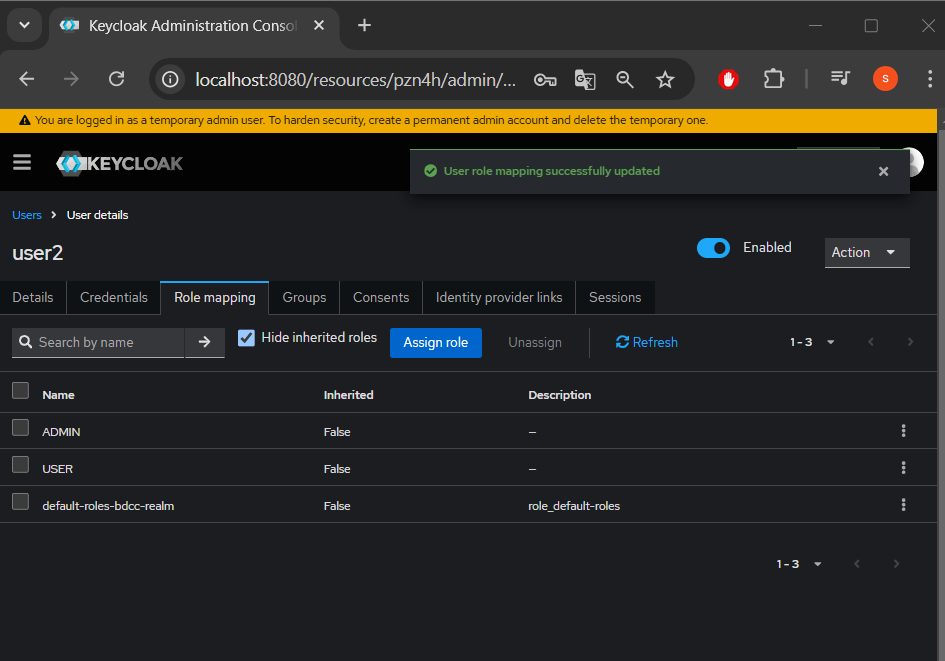 Keycloak Administration Conso
localhost:8080/resources/pzn4h/admin/...
S
You are logged in as a temporary admin user. To harden security, create a permanent admin account and delete the temporary one.
KEYCLOAK
User role mapping successfully updated
Users > User details
user2
Enabled
Action
Details Credentials Role mapping Groups Consents Identity provider links Sessions
Search by name
Hide inherited roles
Assign role
Unassign
Refresh
1 - 3
Name Inherited Description
ADMIN False –
USER False –
default-roles-bdcc-realm False role_default-roles
1 - 3